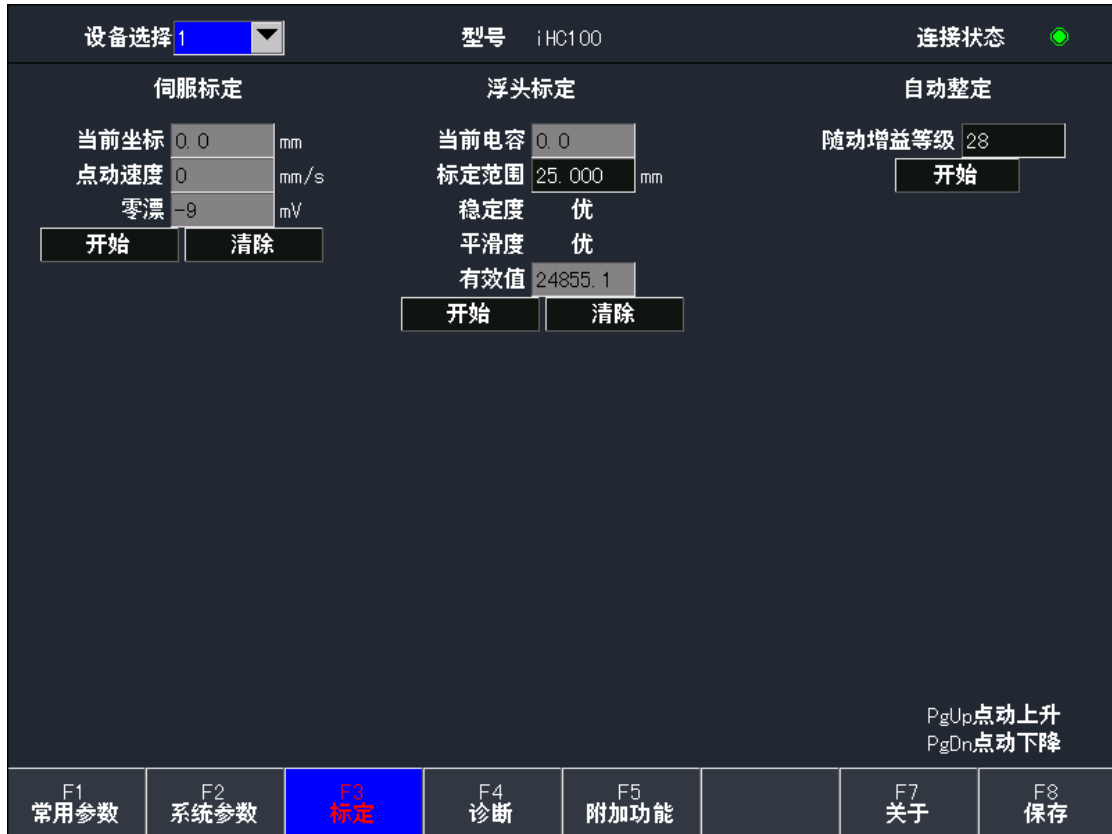 设备选择 1 型号 iHC100 连接状态
伺服标定 浮头标定 自动整定
当前坐标 0.0 mm 当前电容 0.0 随动增益等级 28
点动速度 0 mm/s 标定范围 25.000 mm 开始
零漂 -9 mV 稳定度 优
开始 清除 平滑度 优
有效值 24855.1
开始 清除
PgUp点动上升
PgDn点动下降
F1 F2 F3 F4 F5 F7 F8
常用参数 系统参数 标定 诊断 附加功能 关于 保存